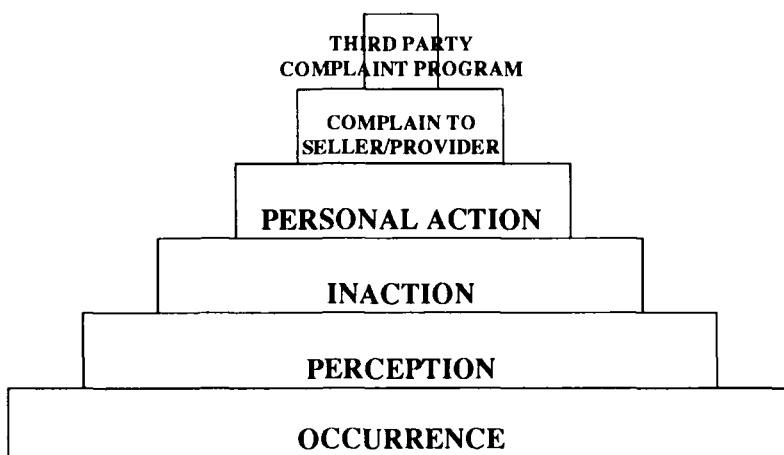 THIRD PARTY
COMPLAINT PROGRAM
COMPLAIN TO
SELLER/PROVIDER
PERSONAL ACTION
INACTION
PERCEPTION
OCCURRENCE